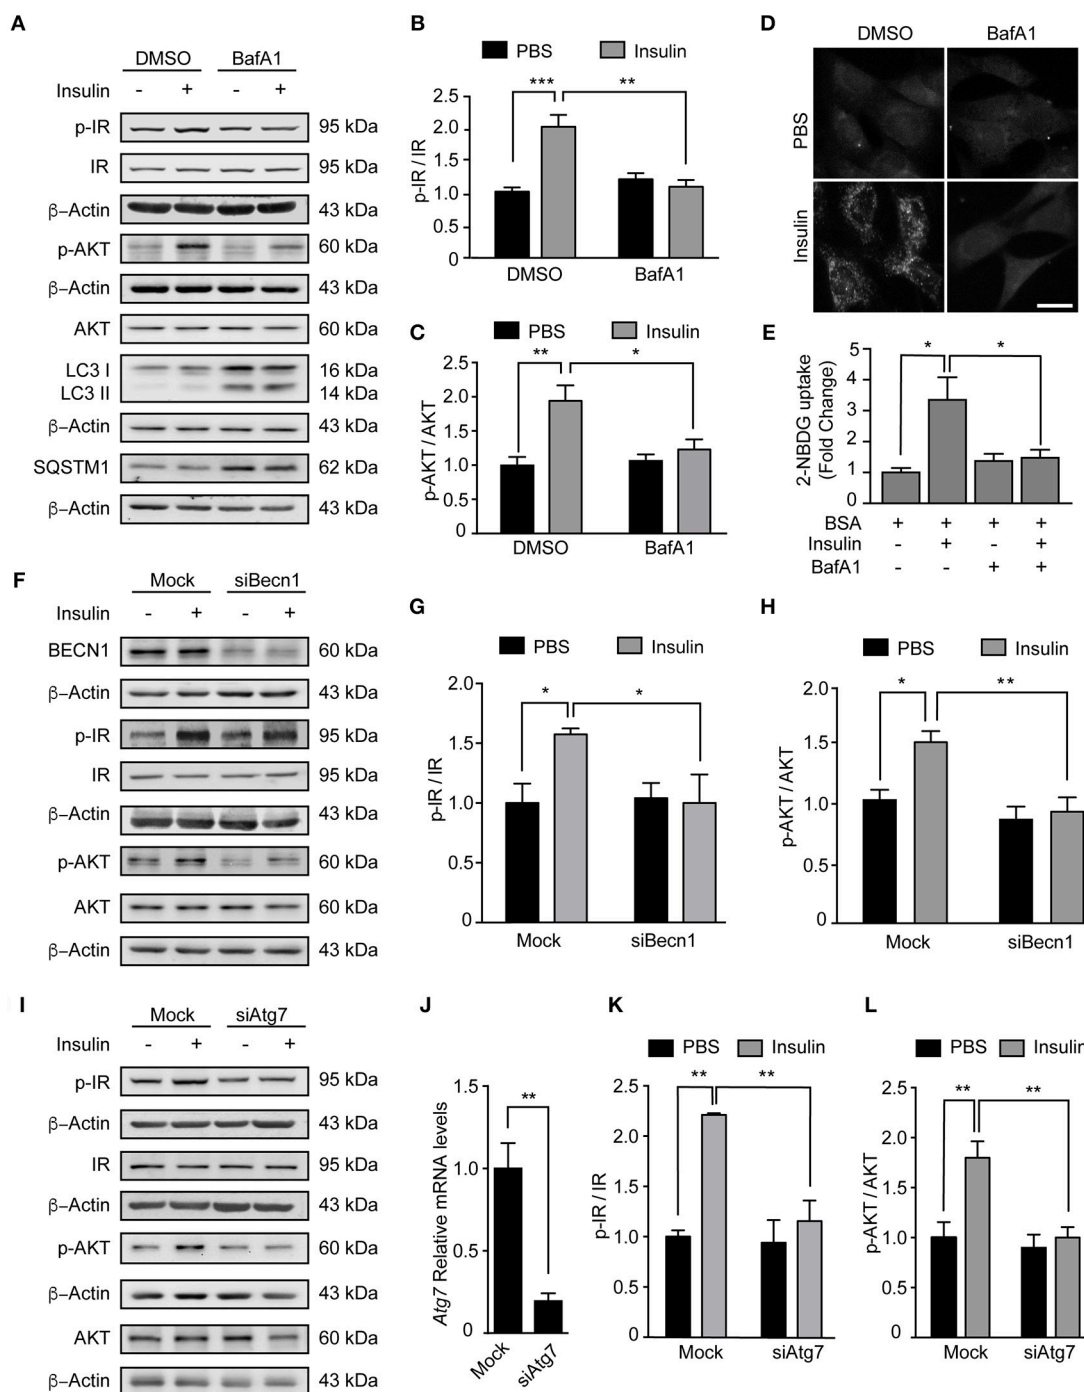 A
DMSO BafA1
Insulin - + - +
p-IR 95 kDa
IR 95 kDa
β–Actin 43 kDa
p-AKT 60 kDa
β–Actin 43 kDa
AKT 60 kDa
LC3 I 16 kDa
LC3 II 14 kDa
β–Actin 43 kDa
SQSTM1 62 kDa
β–Actin 43 kDa
B
PBS Insulin
*** **
2.5
2.0
1.5
1.0
0.5
0
p-IR / IR
DMSO BafA1
C
PBS Insulin
** *
2.5
2.0
1.5
1.0
0.5
0
p-AKT / AKT
DMSO BafA1
D
DMSO BafA1
PBS
Insulin
E
* *
5
4
3
2
1
0
2-NBDG uptake
(Fold Change)
BSA + + + +
Insulin - + - +
BafA1 - - + +
F
Mock siBecn1
Insulin - + - +
BECN1 60 kDa
β–Actin 43 kDa
p-IR 95 kDa
IR 95 kDa
β–Actin 43 kDa
p-AKT 60 kDa
AKT 60 kDa
β–Actin 43 kDa
G
PBS Insulin
* *
2.0
1.5
1.0
0.5
0
p-IR / IR
Mock siBecn1
H
PBS Insulin
* **
2.0
1.5
1.0
0.5
0
p-AKT / AKT
Mock siBecn1
I
Mock siAtg7
Insulin - + - +
p-IR 95 kDa
β–Actin 43 kDa
IR 95 kDa
β–Actin 43 kDa
p-AKT 60 kDa
β–Actin 43 kDa
AKT 60 kDa
β–Actin 43 kDa
J
**
1.5
1.0
0.5
0
Atg7 Relative mRNA levels
Mock siAtg7
K
PBS Insulin
** **
2.5
2.0
1.5
1.0
0.5
0
p-IR / IR
Mock siAtg7
L
PBS Insulin
** **
2.5
2.0
1.5
1.0
0.5
0
p-AKT / AKT
Mock siAtg7